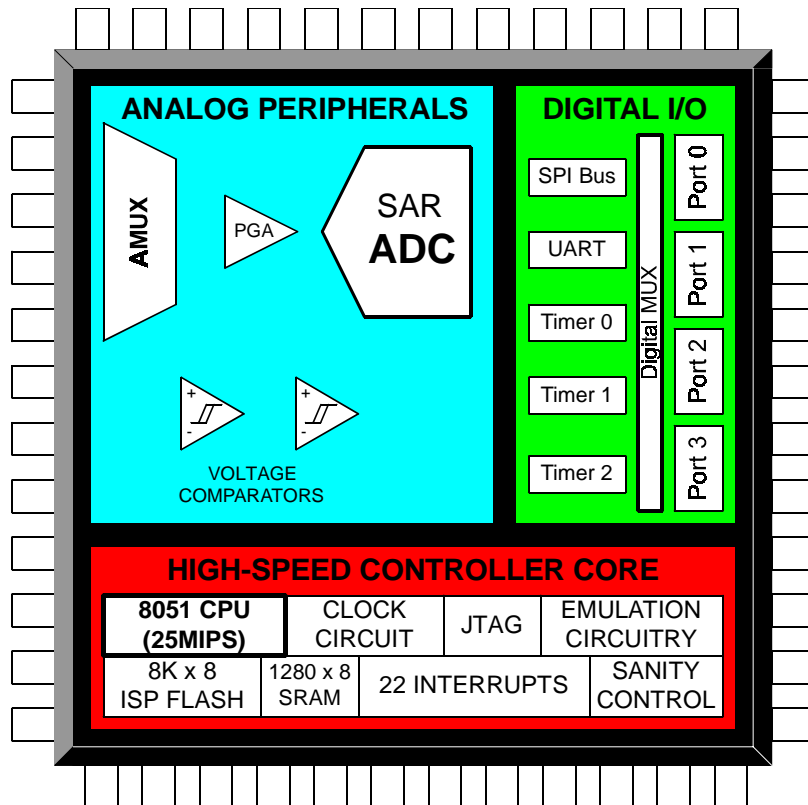 ANALOG PERIPHERALS
AMUX
PGA
SAR
ADC
+
-
+
-
VOLTAGE
COMPARATORS
DIGITAL I/O
SPI Bus
UART
Timer 0
Timer 1
Timer 2
Digital MUX
Port 0
Port 1
Port 2
Port 3
HIGH-SPEED CONTROLLER CORE
8051 CPU
(25MIPS)
CLOCK
CIRCUIT
JTAG
EMULATION
CIRCUITRY
8K x 8
ISP FLASH
1280 x 8
SRAM
22 INTERRUPTS
SANITY
CONTROL